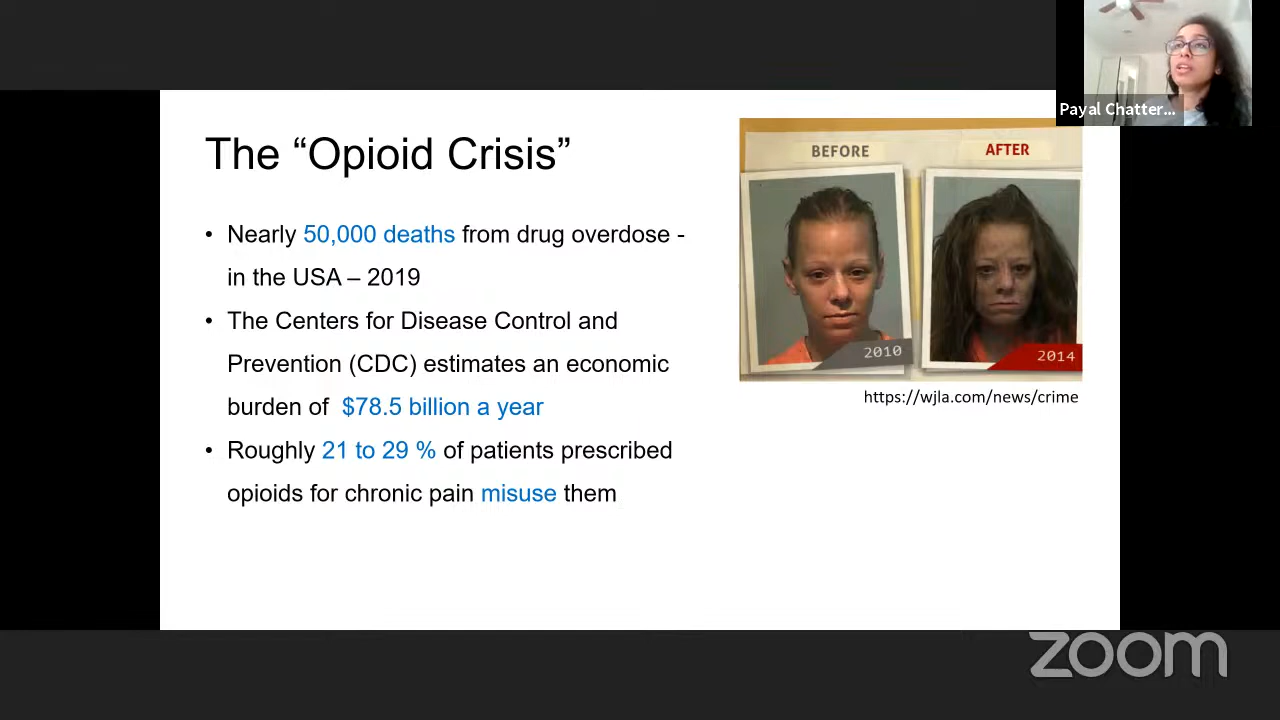 Payal Chatter...
The “Opioid Crisis”
• Nearly 50,000 deaths from drug overdose -
in the USA – 2019
• The Centers for Disease Control and
Prevention (CDC) estimates an economic
burden of $78.5 billion a year
• Roughly 21 to 29 % of patients prescribed
opioids for chronic pain misuse them
BEFORE
AFTER
2010
2014
https://wjla.com/news/crime
zoom